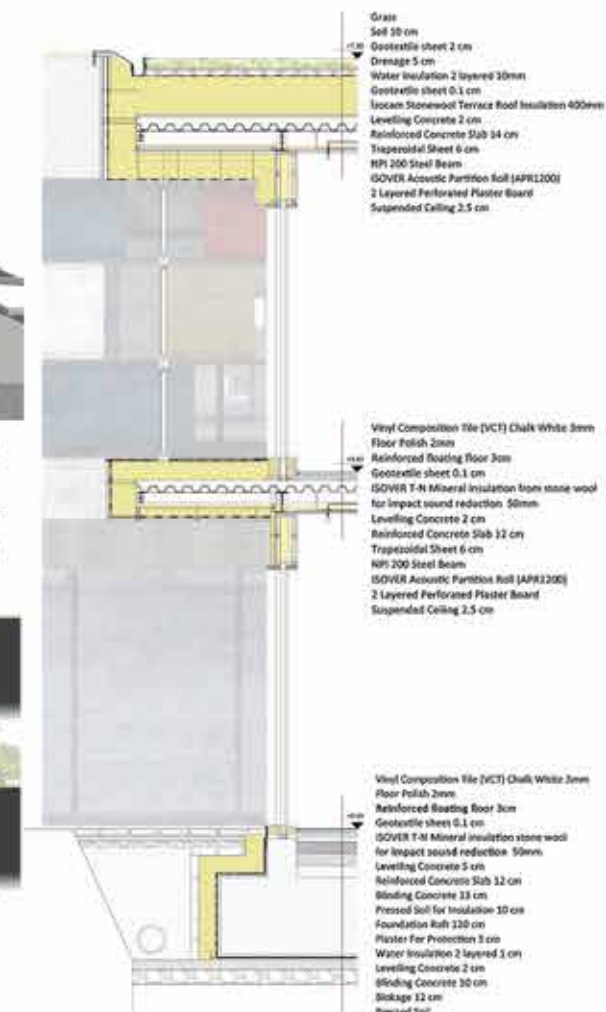 Grass
Soil 10 cm
Geotextile sheet 2 cm
Drenage 5 cm
Water Insulation 2 layered 10mm
Geotextile sheet 0.1 cm
Stonewool Terrace Roof Insulation 400mm
Levelling Concrete 2 cm
Reinforced Concrete Slab 14 cm
Trapezoidal Sheet 6 cm
NPI 200 Steel Beam
ISOVER Acoustic Partition Roll (APR1200)
2 Layered Perforated Plaster Board
Suspended Ceiling 2.5 cm
Vinyl Composition Tile (VCT) Chalk White 3mm
Floor Polish 2mm
Reinforced floating floor 3cm
Geotextile sheet 0.1 cm
ISOVER T-N Mineral insulation from stone wool
for impact sound reduction 50mm
Levelling Concrete 2 cm
Reinforced Concrete Slab 12 cm
Trapezoidal Sheet 6 cm
NPI 200 Steel Beam
ISOVER Acoustic Partition Roll (APR1200)
2 Layered Perforated Plaster Board
Suspended Ceiling 2.5 cm
Vinyl Composition Tile (VCT) Chalk White 3mm
Floor Polish 2mm
Reinforced floating floor 3cm
Geotextile sheet 0.1 cm
ISOVER T-N Mineral insulation stone wool
for impact sound reduction 50mm
Levelling Concrete 5 cm
Reinforced Concrete Slab 12 cm
Blinding Concrete 13 cm
Pressed Soil for Insulation 10 cm
Foundation Raft 120 cm
Plaster For Protection 3 cm
Water Insulation 2 layered 1 cm
Levelling Concrete 2 cm
Blinding Concrete 10 cm
Blokage 12 cm
Pressed Soil